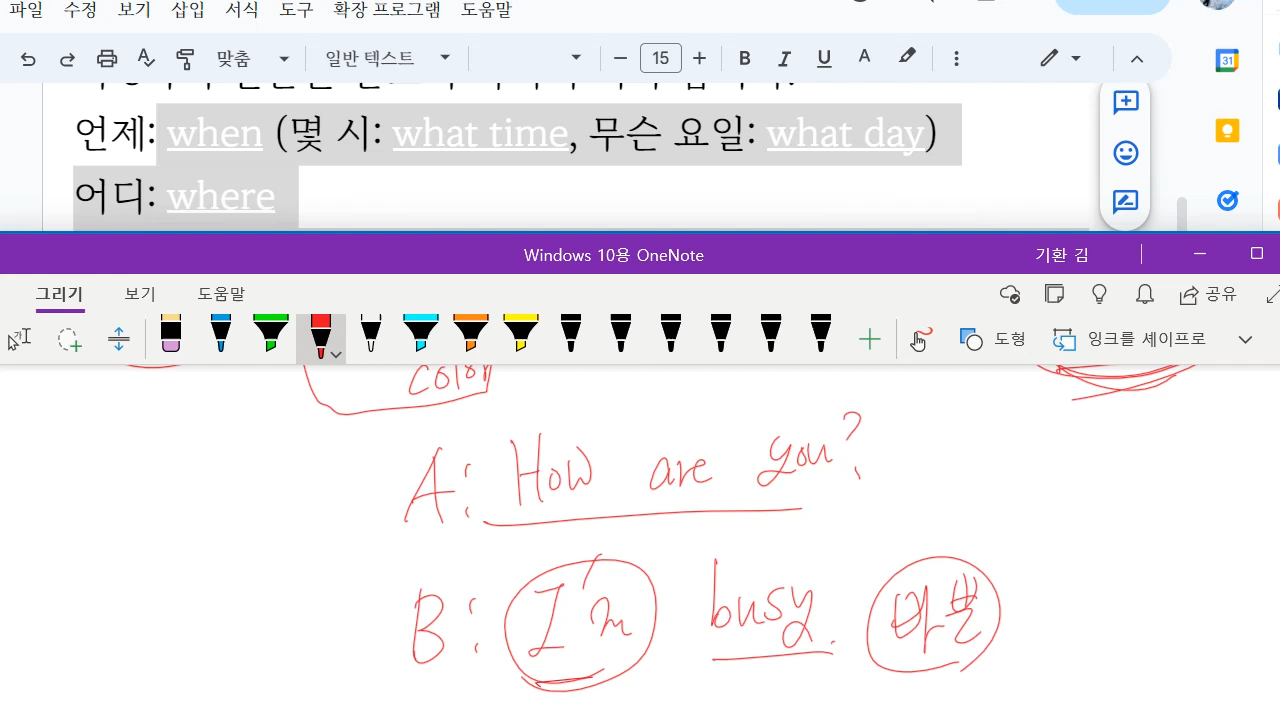 파일 수정 보기 삽입 서식 도구 확장 프로그램 도움말
맞춤 일반 텍스트 15 B I U A
31
언제: when (몇 시: what time, 무슨 요일: what day)
어디: where
Windows 10용 OneNote 기환 김
그리기 보기 도움말 공유
가 도형 잉크를 셰이프로
color
A: How are you?
B: I'm busy. 바쁜